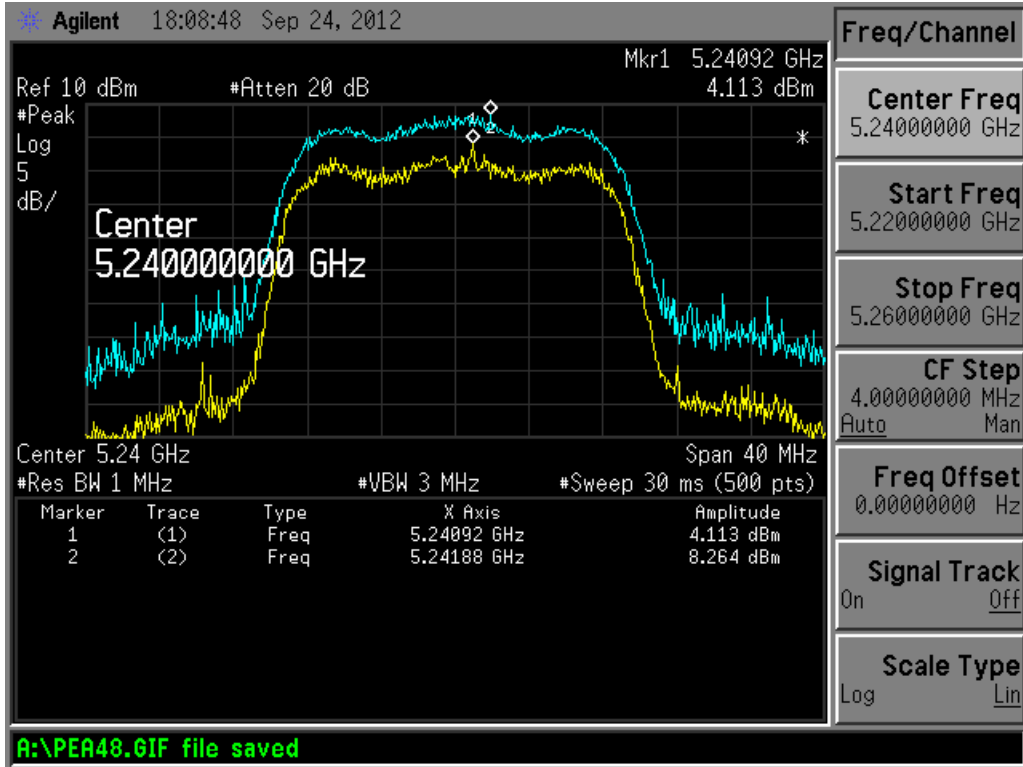 Agilent 18:08:48 Sep 24, 2012
Mkr1 5.24092 GHz
Ref 10 dBm #Atten 20 dB 4.113 dBm
#Peak
Log
5
dB/
1
2
*
Center
5.240000000 GHz
Center 5.24 GHz Span 40 MHz
#Res BW 1 MHz #VBW 3 MHz #Sweep 30 ms (500 pts)
Marker Trace Type X Axis Amplitude
1 (1) Freq 5.24092 GHz 4.113 dBm
2 (2) Freq 5.24188 GHz 8.264 dBm
A:\PEA48.GIF file saved
Freq/Channel
Center Freq
5.24000000 GHz
Start Freq
5.22000000 GHz
Stop Freq
5.26000000 GHz
CF Step
4.00000000 MHz
Auto Man
Freq Offset
0.00000000 Hz
Signal Track
On Off
Scale Type
Log Lin